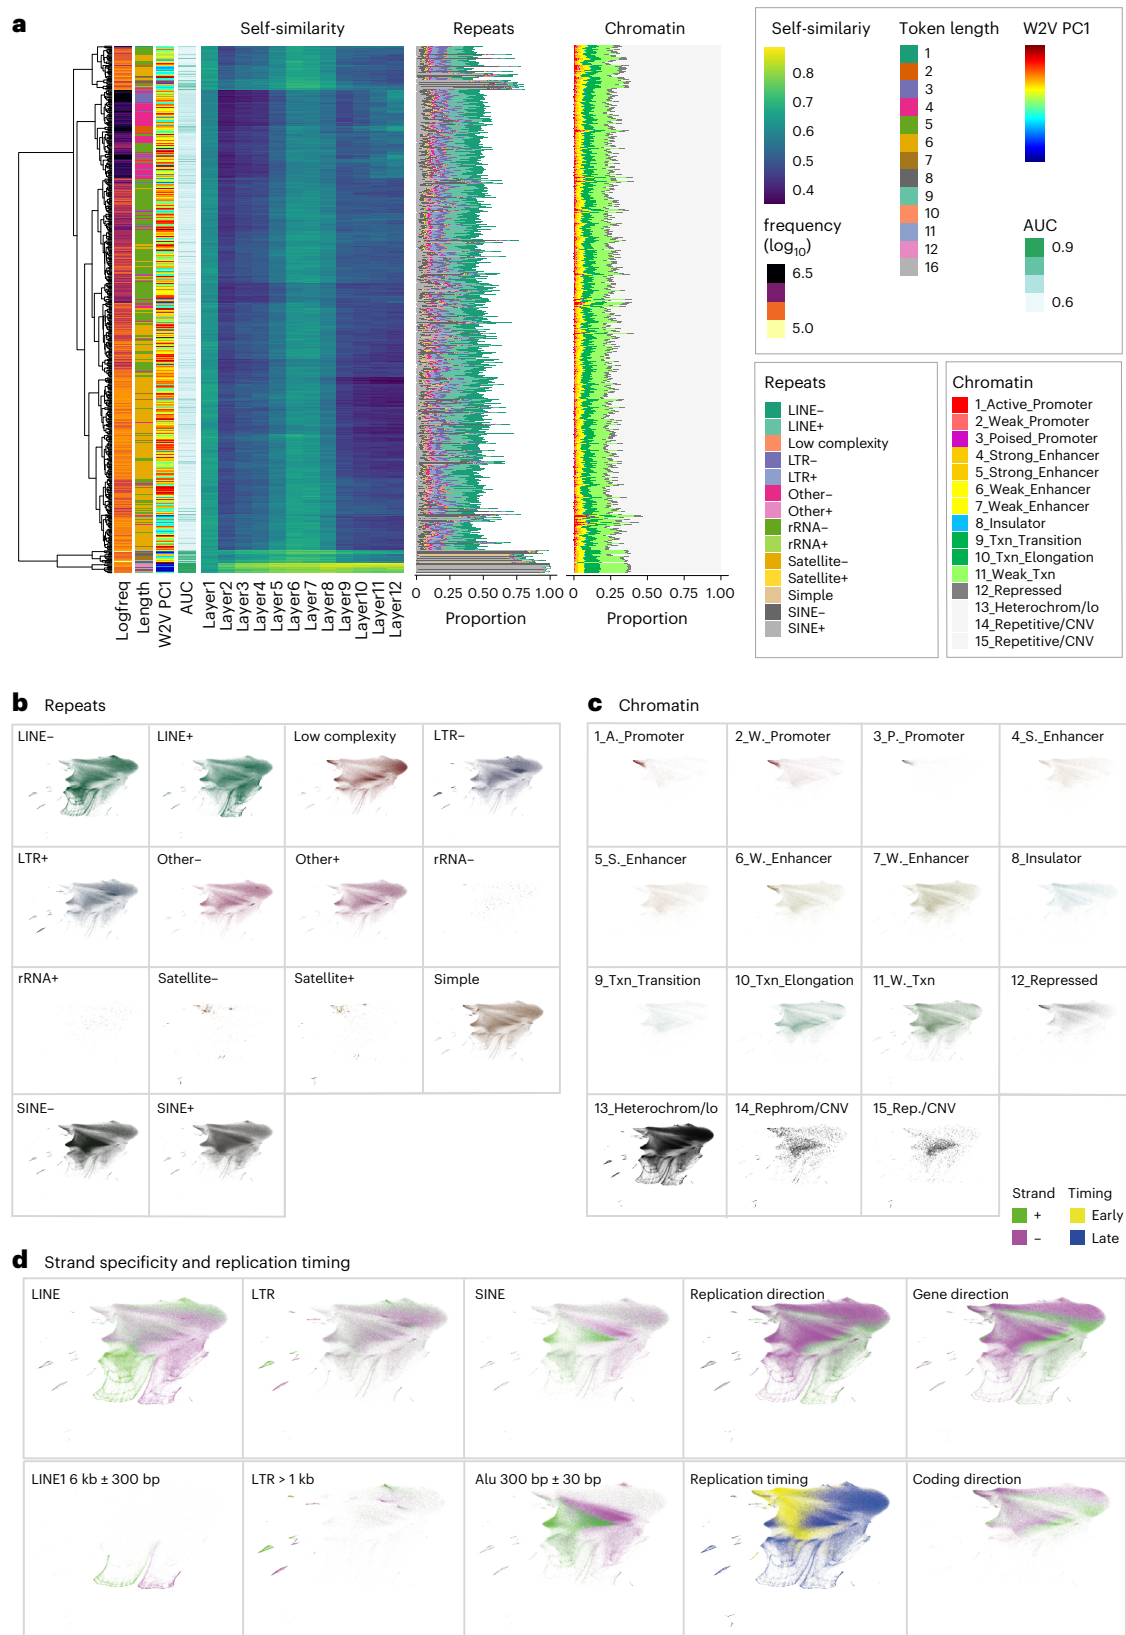 a
Self-similarity
Repeats
Chromatin
Logfreq
Length
W2V PC1
AUC
Layer1
Layer2
Layer3
Layer4
Layer5
Layer6
Layer7
Layer8
Layer9
Layer10
Layer11
Layer12
0 0.25 0.50 0.75 1.00
Proportion
0 0.25 0.50 0.75 1.00
Proportion
Self-similariy
0.8
0.7
0.6
0.5
0.4
frequency
(log10)
6.5
5.0
Token length
1
2
3
4
5
6
7
8
9
10
11
12
16
W2V PC1
AUC
0.9
0.6
Repeats
LINE–
LINE+
Low complexity
LTR–
LTR+
Other–
Other+
rRNA–
rRNA+
Satellite–
Satellite+
Simple
SINE–
SINE+
Chromatin
1_Active_Promoter
2_Weak_Promoter
3_Poised_Promoter
4_Strong_Enhancer
5_Strong_Enhancer
6_Weak_Enhancer
7_Weak_Enhancer
8_Insulator
9_Txn_Transition
10_Txn_Elongation
11_Weak_Txn
12_Repressed
13_Heterochrom/lo
14_Repetitive/CNV
15_Repetitive/CNV
b Repeats
LINE–
LINE+
Low complexity
LTR–
LTR+
Other–
Other+
rRNA–
rRNA+
Satellite–
Satellite+
Simple
SINE–
SINE+
c Chromatin
1_A._Promoter
2_W._Promoter
3_P._Promoter
4_S._Enhancer
5_S._Enhancer
6_W._Enhancer
7_W._Enhancer
8_Insulator
9_Txn_Transition
10_Txn_Elongation
11_W._Txn
12_Repressed
13_Heterochrom/lo
14_Rephrom/CNV
15_Rep./CNV
Strand
+
–
Timing
Early
Late
d Strand specificity and replication timing
LINE
LTR
SINE
Replication direction
Gene direction
LINE1 6 kb ± 300 bp
LTR > 1 kb
Alu 300 bp ± 30 bp
Replication timing
Coding direction